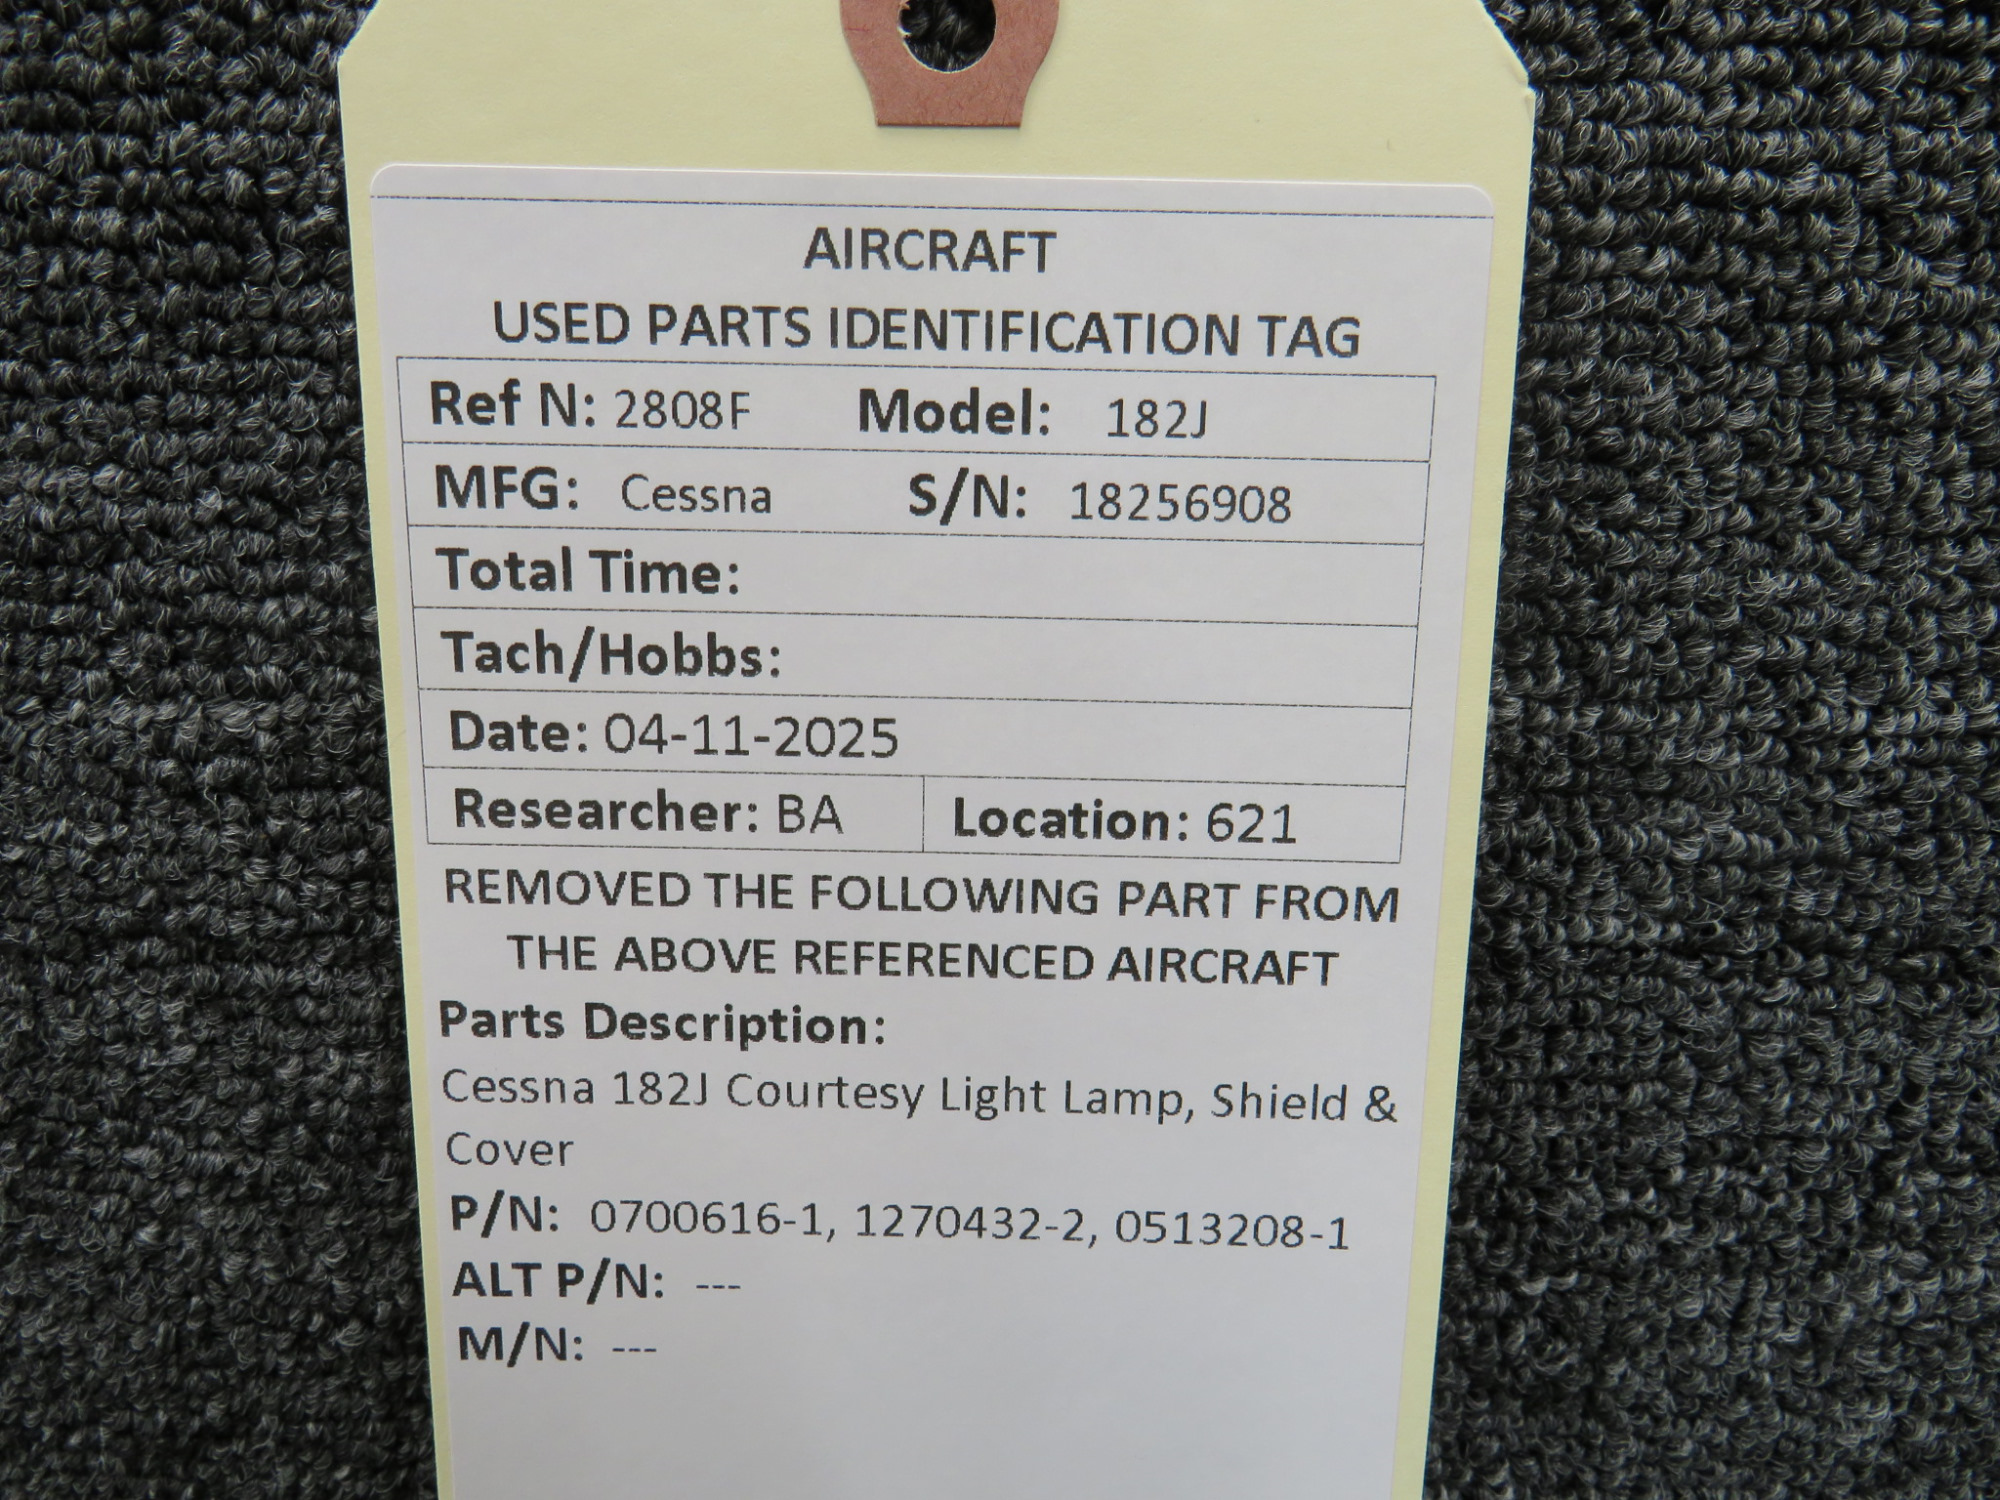 AIRCRAFT
USED PARTS IDENTIFICATION TAG
Ref N: 2808F Model: 182J
MFG: Cessna S/N: 18256908
Total Time:
Tach/Hobbs:
Date: 04-11-2025
Researcher: BA Location: 621
REMOVED THE FOLLOWING PART FROM
THE ABOVE REFERENCED AIRCRAFT
Parts Description:
Cessna 182J Courtesy Light Lamp, Shield &
Cover
P/N: 0700616-1, 1270432-2, 0513208-1
ALT P/N: ---
M/N: ---